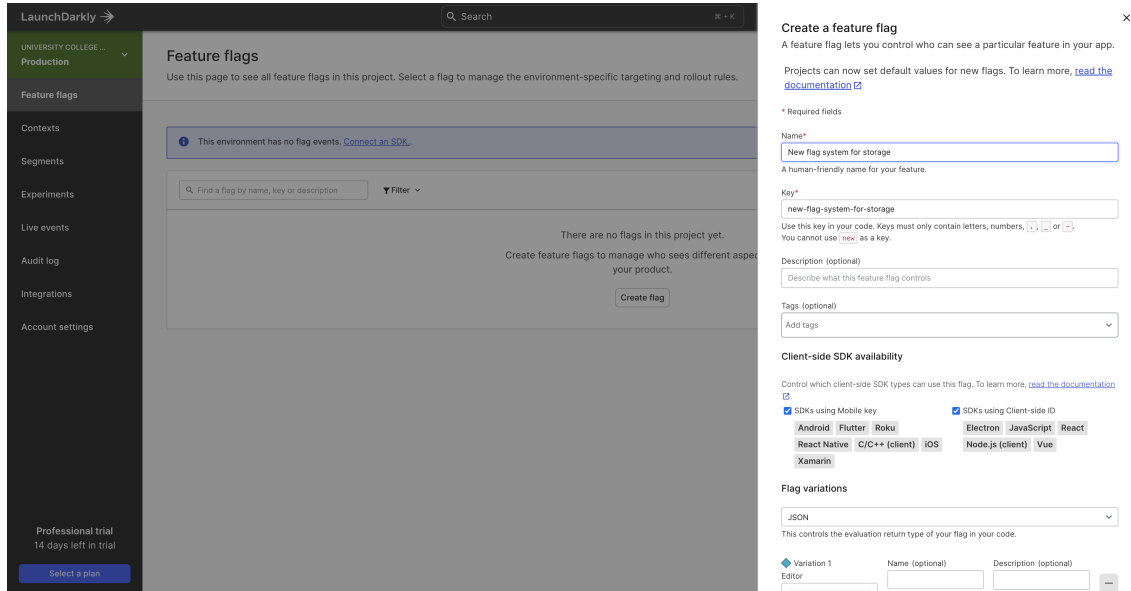 LaunchDarkly
Search
⌘ + K
UNIVERSITY COLLEGE ...
Production
Feature flags
Contexts
Segments
Experiments
Live events
Audit log
Integrations
Account settings
Professional trial
14 days left in trial
Select a plan
Feature flags
Use this page to see all feature flags in this project. Select a flag to manage the environment-specific targeting and rollout rules.
This environment has no flag events. Connect an SDK..
Find a flag by name, key or description
Filter
There are no flags in this project yet.
Create feature flags to manage who sees different aspec
your product.
Create flag
Create a feature flag
A feature flag lets you control who can see a particular feature in your app.
Projects can now set default values for new flags. To learn more, read the
documentation
* Required fields
Name*
New flag system for storage
A human-friendly name for your feature.
Key*
new-flag-system-for-storage
Use this key in your code. Keys must only contain letters, numbers, . , _ or - .
You cannot use new as a key.
Description (optional)
Describe what this feature flag controls
Tags (optional)
Add tags
Client-side SDK availability
Control which client-side SDK types can use this flag. To learn more, read the documentation
.
SDKs using Mobile key
Android Flutter Roku
React Native C/C++ (client) iOS
Xamarin
SDKs using Client-side ID
Electron JavaScript React
Node.js (client) Vue
Flag variations
JSON
This controls the evaluation return type of your flag in your code.
Variation 1
Editor
Name (optional)
Description (optional)